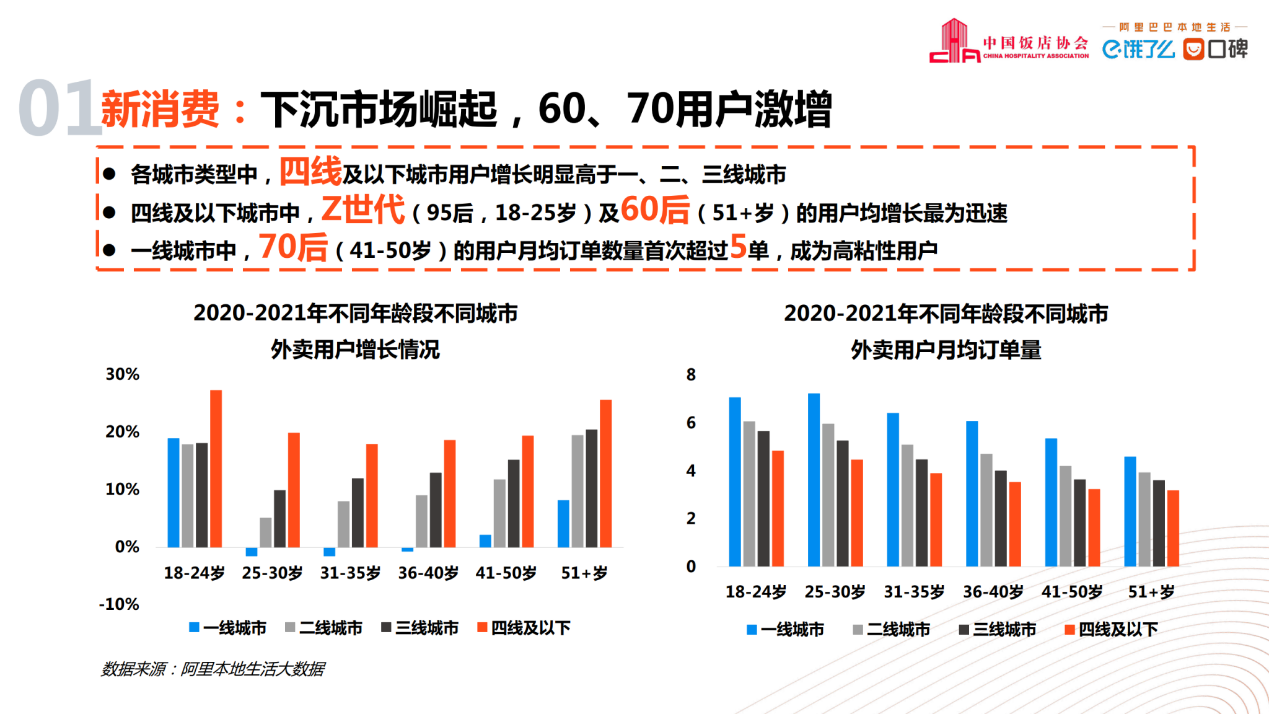 中国饭店协会
CHINA HOSPITALITY ASSOCIATION
CHA
阿里巴巴本地生活
饿了么 口碑
01 新消费：下沉市场崛起，60、70用户激增
● 各城市类型中，四线及以下城市用户增长明显高于一、二、三线城市
● 四线及以下城市中，Z世代（95后，18-25岁）及60后（51+岁）的用户均增长最为迅速
● 一线城市中，70后（41-50岁）的用户月均订单数量首次超过5单，成为高粘性用户
2020-2021年不同年龄段不同城市
外卖用户增长情况
30%
20%
10%
0%
-10%
18-24岁 25-30岁 31-35岁 36-40岁 41-50岁 51+岁
一线城市 二线城市 三线城市 四线及以下
2020-2021年不同年龄段不同城市
外卖用户月均订单量
8
6
4
2
0
18-24岁 25-30岁 31-35岁 36-40岁 41-50岁 51+岁
一线城市 二线城市 三线城市 四线及以下
数据来源：阿里本地生活大数据